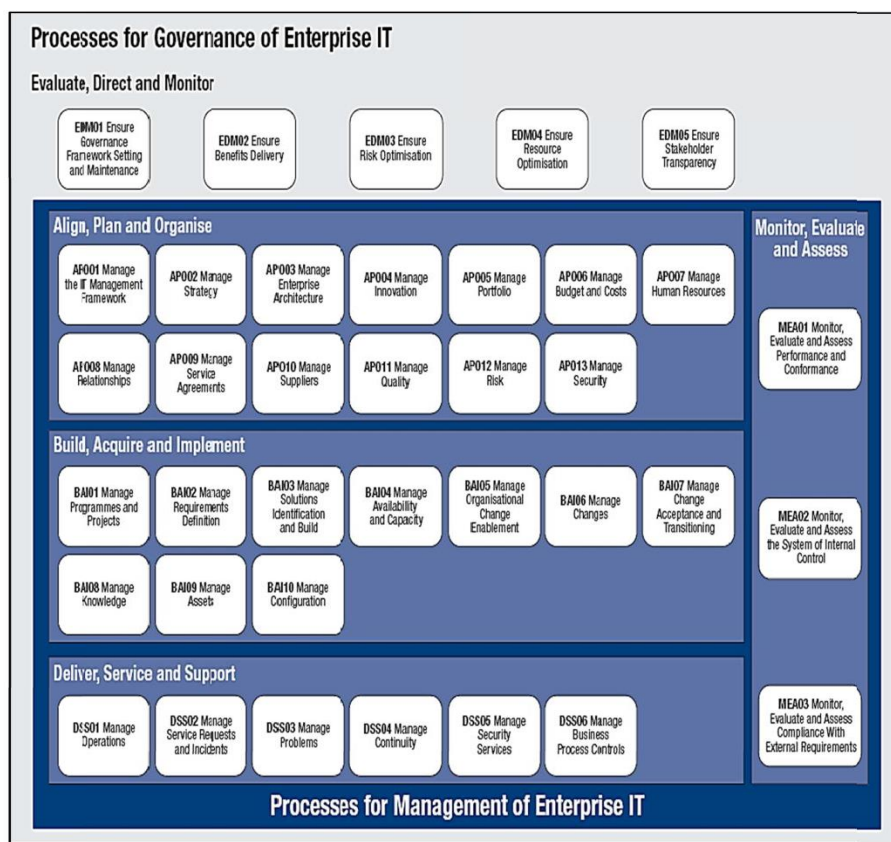 Processes for Governance of Enterprise IT
Evaluate, Direct and Monitor
EDM01 Ensure
Governance
Framework Setting
and Maintenance
EDM02 Ensure
Benefits Delivery
EDM03 Ensure
Risk Optimisation
EDM04 Ensure
Resource
Optimisation
EDM05 Ensure
Stakeholder
Transparency
Align, Plan and Organise
APO01 Manage
the IT Management
Framework
APO02 Manage
Strategy
APO03 Manage
Enterprise
Architecture
APO04 Manage
Innovation
APO05 Manage
Portfolio
APO06 Manage
Budget and Costs
APO07 Manage
Human Resources
APO08 Manage
Relationships
APO09 Manage
Service
Agreements
APO10 Manage
Suppliers
APO11 Manage
Quality
APO12 Manage
Risk
APO13 Manage
Security
Build, Acquire and Implement
BAI01 Manage
Programmes and
Projects
BAI02 Manage
Requirements
Definition
BAI03 Manage
Solutions
Identification
and Build
BAI04 Manage
Availability
and Capacity
BAI05 Manage
Organisational
Change
Enablement
BAI06 Manage
Changes
BAI07 Manage
Change
Acceptance and
Transitioning
BAI08 Manage
Knowledge
BAI09 Manage
Assets
BAI10 Manage
Configuration
Deliver, Service and Support
DSS01 Manage
Operations
DSS02 Manage
Service Requests
and Incidents
DSS03 Manage
Problems
DSS04 Manage
Continuity
DSS05 Manage
Security
Services
DSS06 Manage
Business
Process Controls
Monitor, Evaluate
and Assess
MEA01 Monitor,
Evaluate and Assess
Performance and
Conformance
MEA02 Monitor,
Evaluate and Assess
the System of Internal
Control
MEA03 Monitor,
Evaluate and Assess
Compliance With
External Requirements
Processes for Management of Enterprise IT